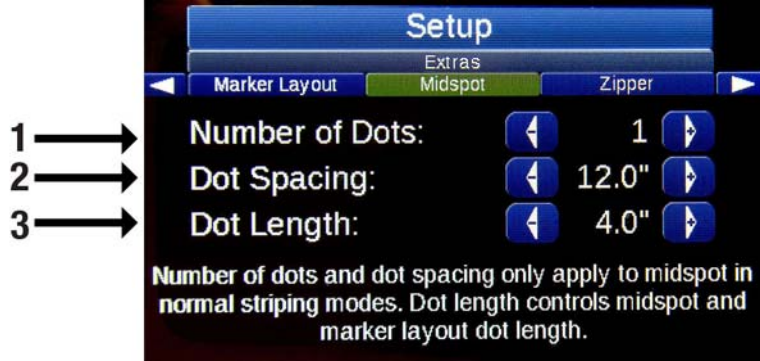 Setup
Extras
Marker Layout Midspot Zipper
1 Number of Dots: - 1 +
2 Dot Spacing: - 12.0" +
3 Dot Length: - 4.0" +
Number of dots and dot spacing only apply to midspot in
normal striping modes. Dot length controls midspot and
marker layout dot length.